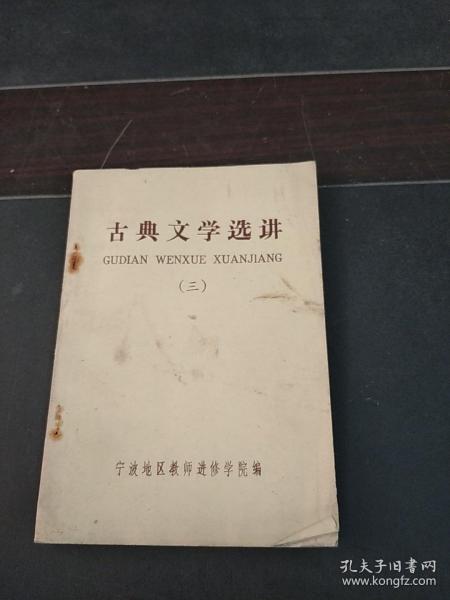 古典文学选讲
GUDIAN WENXUE XUANJIANG
(三)
宁波地区教师进修学院编
孔夫子旧书网
www.kongfz.com